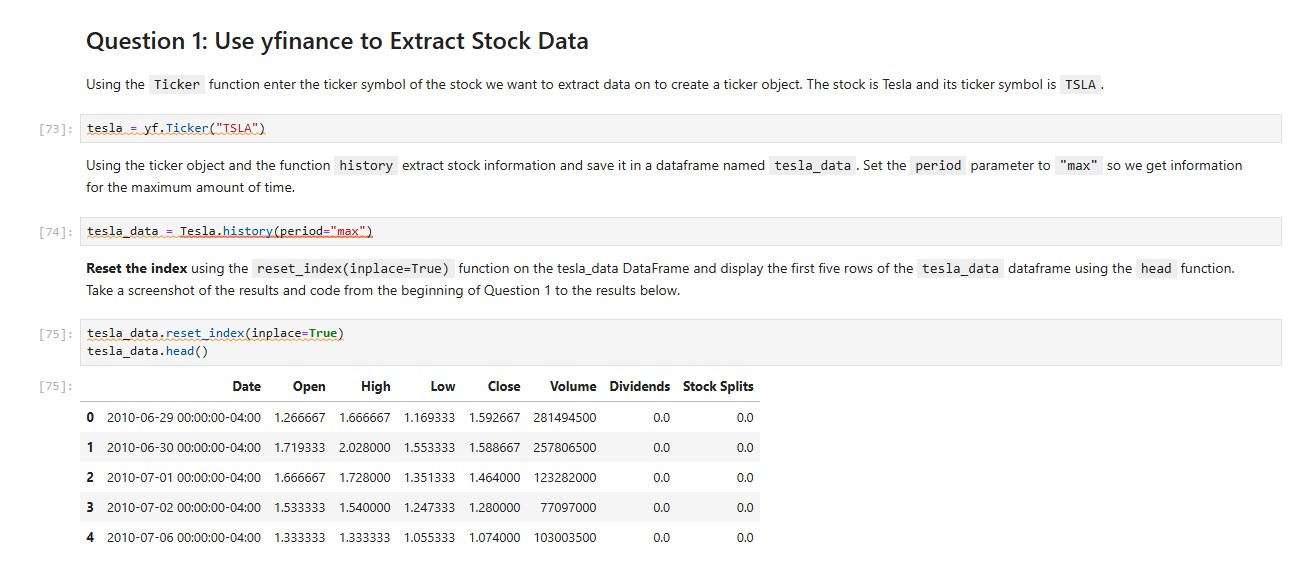 Question 1: Use yfinance to Extract Stock Data
Using the Ticker function enter the ticker symbol of the stock we want to extract data on to create a ticker object. The stock is Tesla and its ticker symbol is TSLA .
[73]: tesla = yf.Ticker("TSLA")
Using the ticker object and the function history extract stock information and save it in a dataframe named tesla_data . Set the period parameter to "max" so we get information
for the maximum amount of time.
[74]: tesla_data = Tesla.history(period="max")
Reset the index using the reset_index(inplace=True) function on the tesla_data DataFrame and display the first five rows of the tesla_data dataframe using the head function.
Take a screenshot of the results and code from the beginning of Question 1 to the results below.
[75]: tesla_data.reset_index(inplace=True)
tesla_data.head()
[75]: Date Open High Low Close Volume Dividends Stock Splits
0 2010-06-29 00:00:00-04:00 1.266667 1.666667 1.169333 1.592667 281494500 0.0 0.0
1 2010-06-30 00:00:00-04:00 1.719333 2.028000 1.553333 1.588667 257806500 0.0 0.0
2 2010-07-01 00:00:00-04:00 1.666667 1.728000 1.351333 1.464000 123282000 0.0 0.0
3 2010-07-02 00:00:00-04:00 1.533333 1.540000 1.247333 1.280000 77097000 0.0 0.0
4 2010-07-06 00:00:00-04:00 1.333333 1.333333 1.055333 1.074000 103003500 0.0 0.0